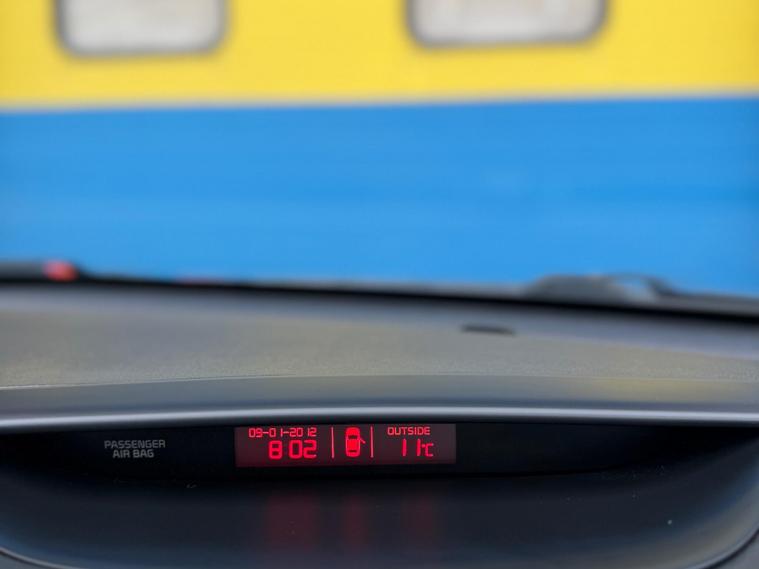 PASSENGER
AIR BAG
09-01-2012
8:02
OUTSIDE
11°C